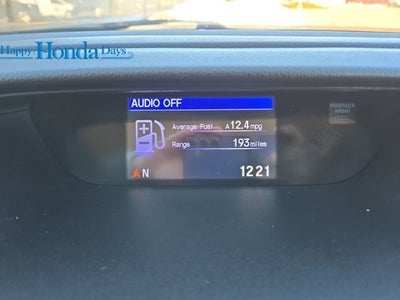 Happy Honda Days
AUDIO OFF
PASSENGER
AIRBAG
Average Fuel A 12.4 mpg
Range 193 miles
N 12:21